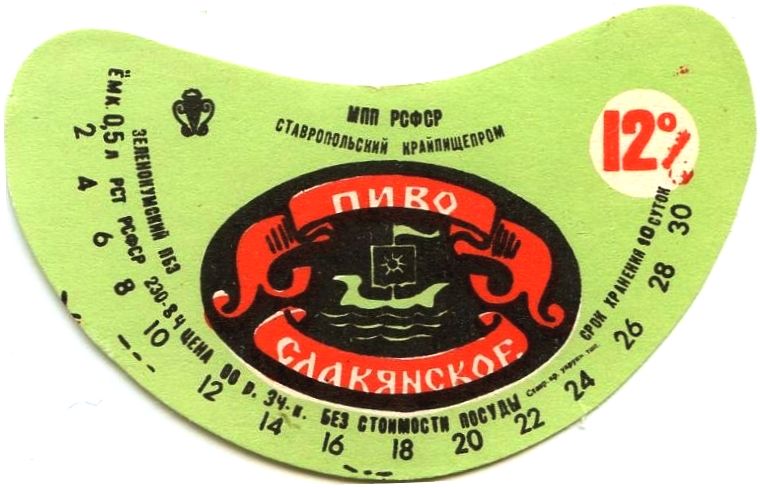 МПП РСФСР
СТАВРОПОЛЬСКИЙ КРАЙПИЩЕПРОМ
12%
ПИВО
СЛАВЯНСКОЕ
ЗЕЛЕНОКУМСКИЙ ПБЗ
ЁМК. 0,5 л РСТ РСФСР 230-84 ЦЕНА 00 р. 34 к. БЕЗ СТОИМОСТИ ПОСУДЫ
СРОК ХРАНЕНИЯ 10 СУТОК
2 4 6 8 10 12 14 16 18 20 22 24 26 28 30